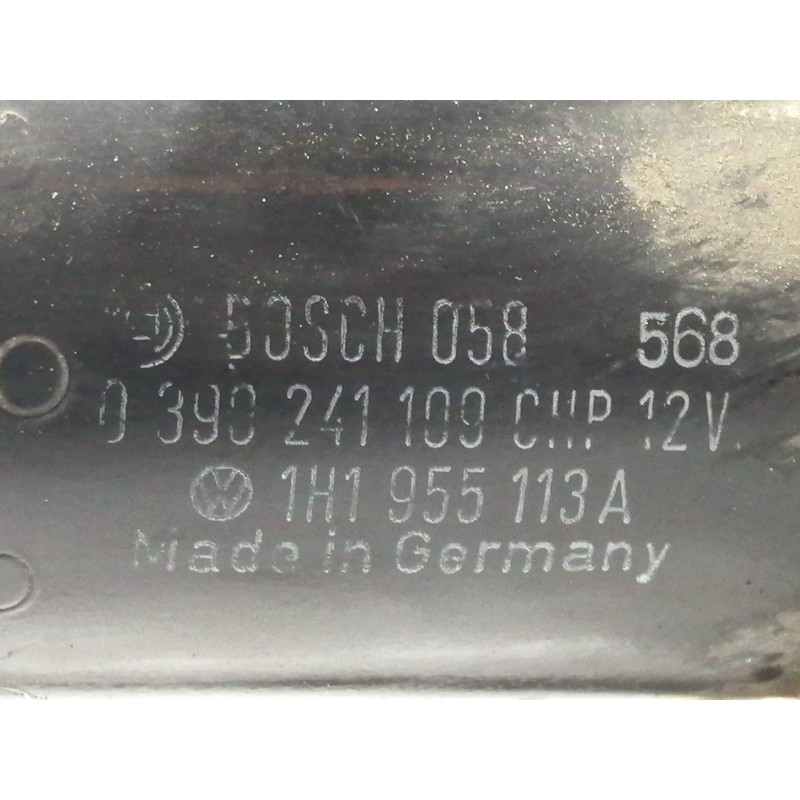 BOSCH 058 568
0 390 241 109 CHP 12V.
1H1 955 113 A
Made in Germany